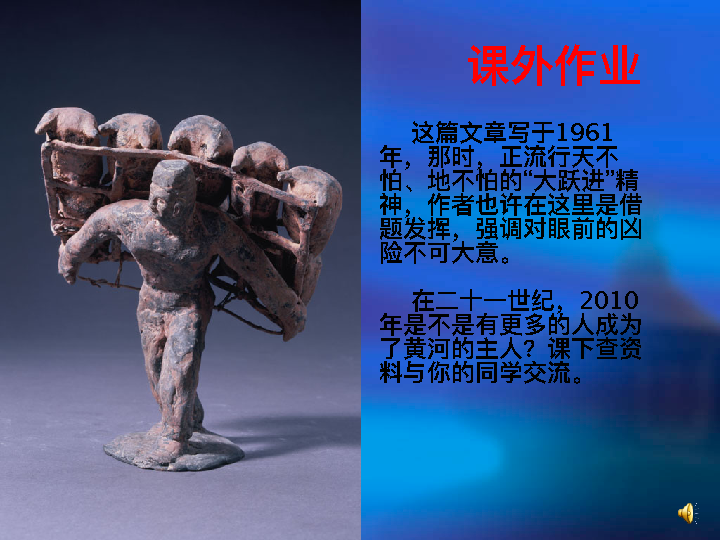 课外作业
这篇文章写于1961
年，那时，正流行天不
怕、地不怕的“大跃进”精
神，作者也许在这里是借
题发挥，强调对眼前的凶
险不可大意。
在二十一世纪，2010
年是不是有更多的人成为
了黄河的主人？课下查资
料与你的同学交流。